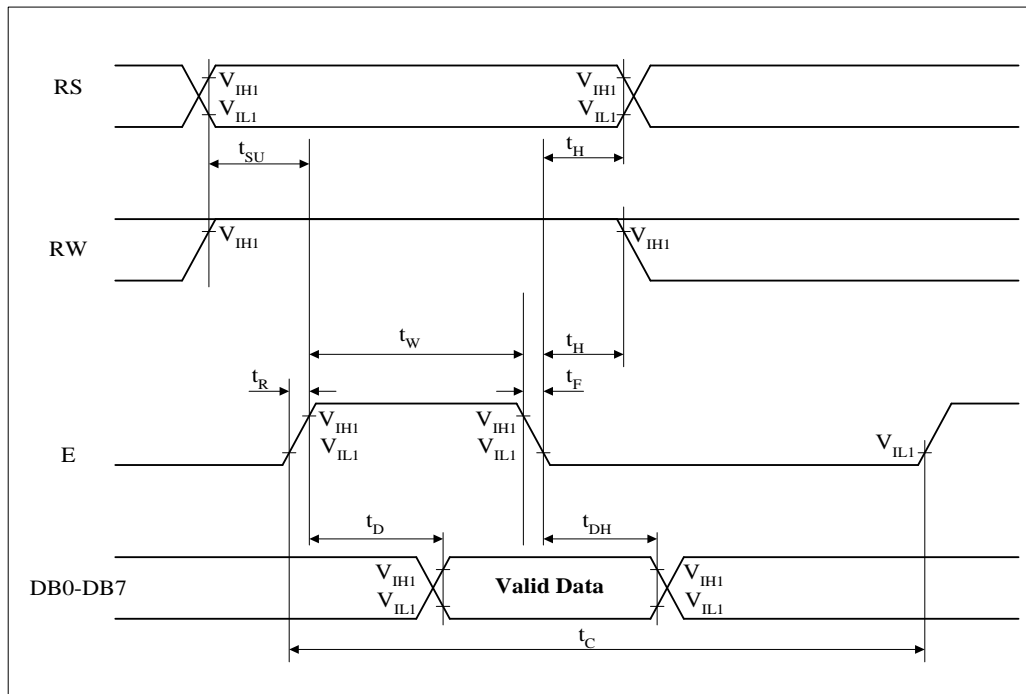 RS
V_IH1
V_IL1
V_IH1
V_IL1
t_SU
t_H
RW
V_IH1
V_IH1
t_W
t_H
t_R
t_F
E
V_IH1
V_IL1
V_IH1
V_IL1
V_IL1
t_D
t_DH
DB0-DB7
V_IH1
V_IL1
Valid Data
V_IH1
V_IL1
t_C